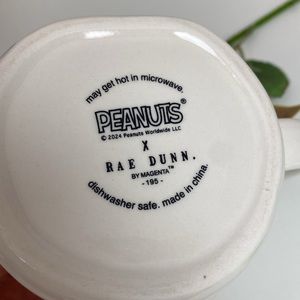 may get hot in microwave.
PEANUTS®
© 2024 Peanuts Worldwide LLC
X
RAE DUNN.
BY MAGENTA™
- 195 -
dishwasher safe. made in china.